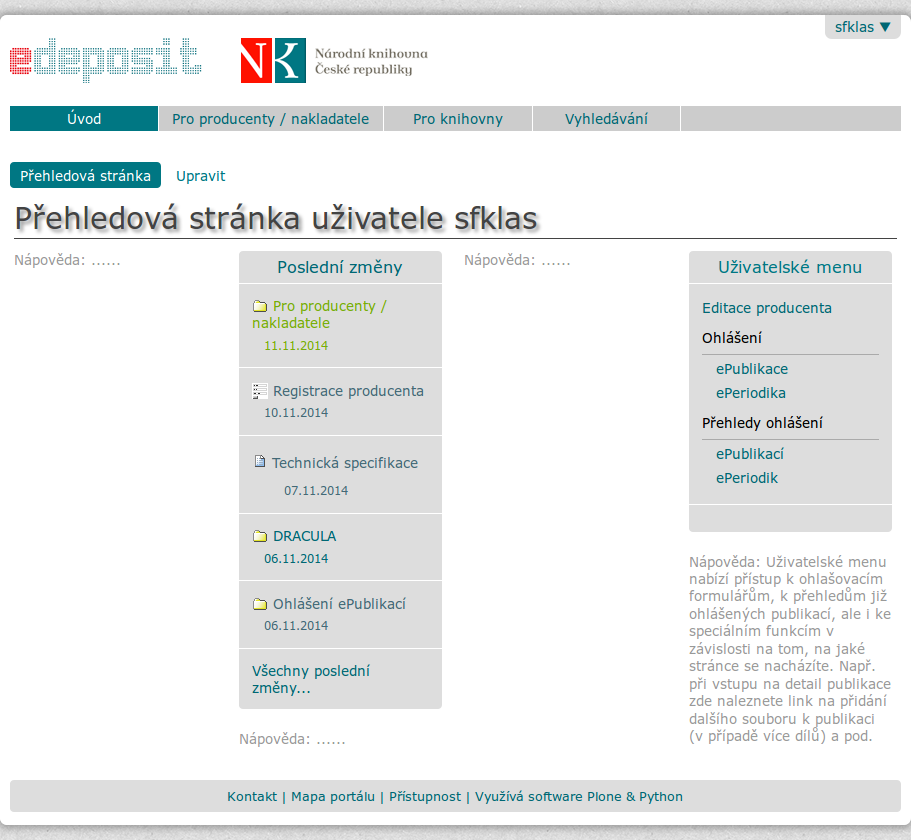 sfklas ▼
edeposit
NK Národní knihovna
České republiky
Úvod Pro producenty / nakladatele Pro knihovny Vyhledávání
Přehledová stránka Upravit
Přehledová stránka uživatele sfklas
Nápověda: ......
Poslední změny
Pro producenty /
nakladatele
11.11.2014
Registrace producenta
10.11.2014
Technická specifikace
07.11.2014
DRACULA
06.11.2014
Ohlášení ePublikací
06.11.2014
Všechny poslední
změny...
Nápověda: ......
Nápověda: ......
Uživatelské menu
Editace producenta
Ohlášení
ePublikace
ePeriodika
Přehledy ohlášení
ePublikací
ePeriodik
Nápověda: Uživatelské menu
nabízí přístup k ohlašovacím
formulářům, k přehledům již
ohlášených publikací, ale i ke
speciálním funkcím v
závislosti na tom, na jaké
stránce se nacházíte. Např.
při vstupu na detail publikace
zde naleznete link na přidání
dalšího souboru k publikaci
(v případě více dílů) a pod.
Kontakt | Mapa portálu | Přístupnost | Využívá software Plone & Python